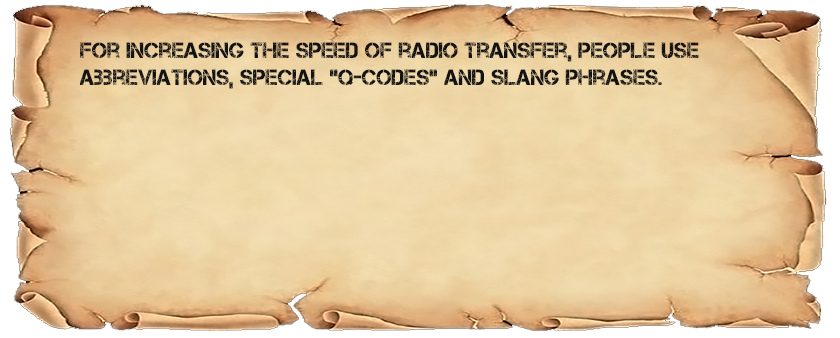 FOR INCREASING THE SPEED OF RADIO TRANSFER, PEOPLE USE
ABBREVIATIONS, SPECIAL "Q-CODES" AND SLANG PHRASES.